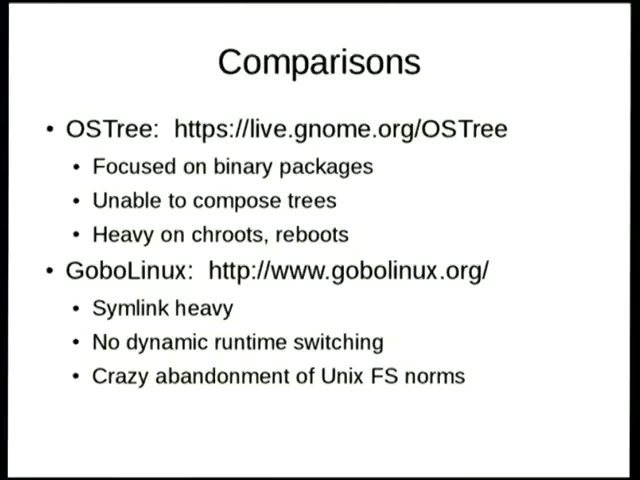 Comparisons
• OSTree: https://live.gnome.org/OSTree
• Focused on binary packages
• Unable to compose trees
• Heavy on chroots, reboots
• GoboLinux: http://www.gobolinux.org/
• Symlink heavy
• No dynamic runtime switching
• Crazy abandonment of Unix FS norms